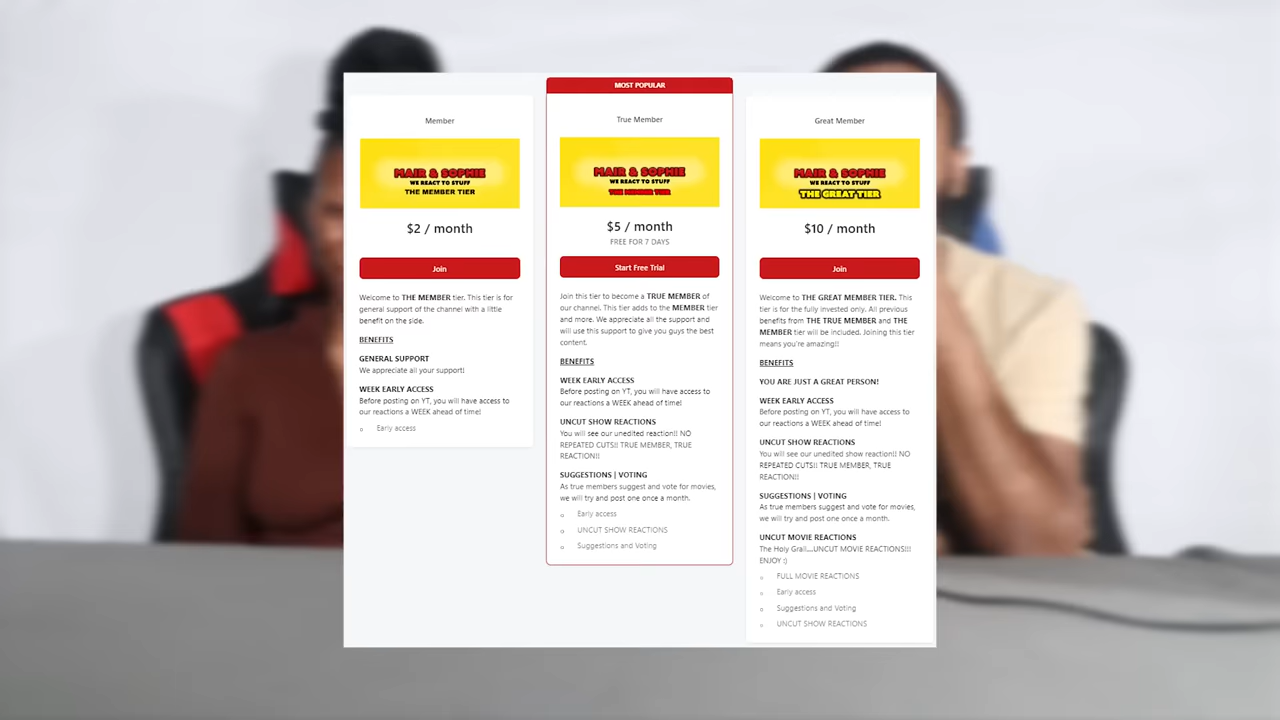 Member
MAIR & SOPHIE
WE REACT TO STUFF
THE MEMBER TIER
$2 / month
Join
Welcome to THE MEMBER tier. This tier is for
general support of the channel with a little
benefit on the side.
BENEFITS
GENERAL SUPPORT
We appreciate all your support!
WEEK EARLY ACCESS
Before posting on YT, you will have access to
our reactions a WEEK ahead of time!
Early access
MOST POPULAR
True Member
MAIR & SOPHIE
WE REACT TO STUFF
THE MEMBER TIER
$5 / month
FREE FOR 7 DAYS
Start Free Trial
Join this tier to become a TRUE MEMBER of
our channel. This tier adds to the MEMBER tier
and more. We appreciate all the support and
will use this support to give you guys the best
content.
BENEFITS
WEEK EARLY ACCESS
Before posting on YT, you will have access to
our reactions a WEEK ahead of time!
UNCUT SHOW REACTIONS
You will see our unedited reaction!! NO
REPEATED CUTS!! TRUE MEMBER, TRUE
REACTION!!
SUGGESTIONS | VOTING
As true members suggest and vote for movies,
we will try and post one once a month.
Early access
UNCUT SHOW REACTIONS
Suggestions and Voting
Great Member
MAIR & SOPHIE
WE REACT TO STUFF
THE GREAT TIER
$10 / month
Join
Welcome to THE GREAT MEMBER TIER. This
tier is for the fully invested only. All previous
benefits from THE TRUE MEMBER and THE
MEMBER tier will be included. Joining this tier
means you're amazing!!
BENEFITS
YOU ARE JUST A GREAT PERSON!
WEEK EARLY ACCESS
Before posting on YT, you will have access to
our reactions a WEEK ahead of time!
UNCUT SHOW REACTIONS
You will see our unedited show reaction!! NO
REPEATED CUTS!! TRUE MEMBER, TRUE
REACTION!!
SUGGESTIONS | VOTING
As true members suggest and vote for movies,
we will try and post one once a month.
UNCUT MOVIE REACTIONS
The Holy Grail....UNCUT MOVIE REACTIONS!!!
ENJOY :)
FULL MOVIE REACTIONS
Early access
Suggestions and Voting
UNCUT SHOW REACTIONS